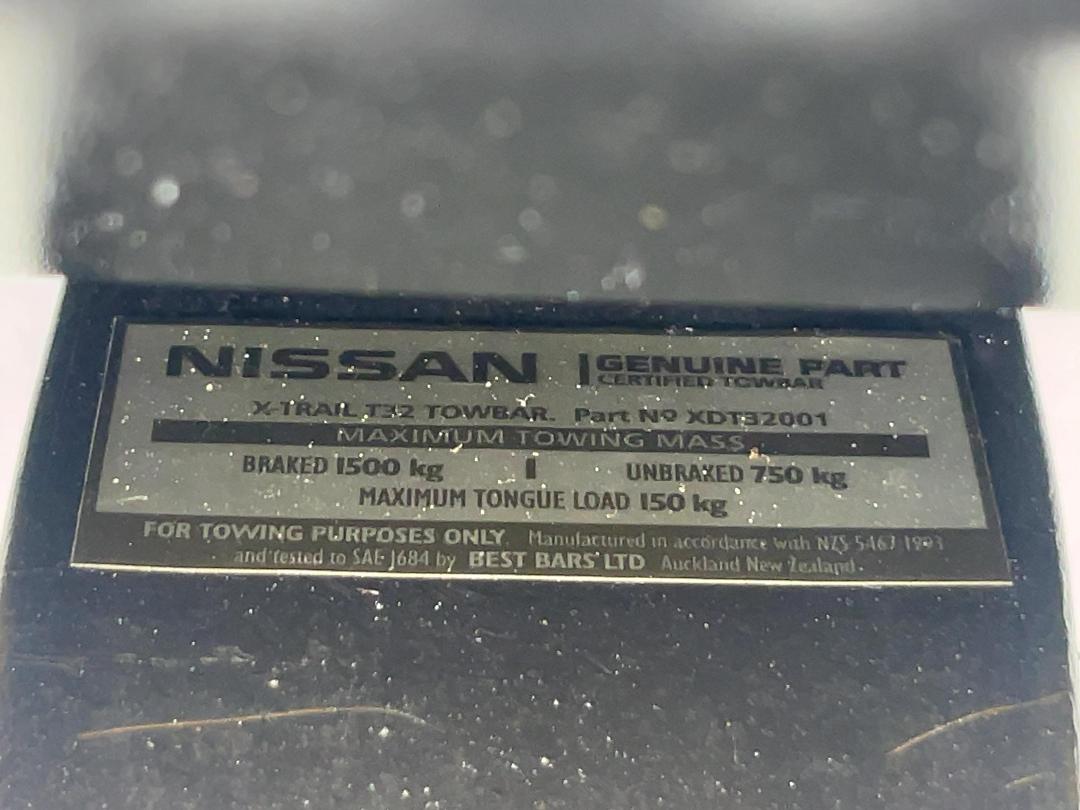 NISSAN | GENUINE PART
CERTIFIED TOWBAR
X-TRAIL T32 TOWBAR. Part Nº XDT32001
MAXIMUM TOWING MASS
BRAKED 1500 kg | UNBRAKED 750 kg
MAXIMUM TONGUE LOAD 150 kg
FOR TOWING PURPOSES ONLY. Manufactured in accordance with NZS 5467 1993
and tested to SAE J684 by BEST BARS LTD Auckland New Zealand.